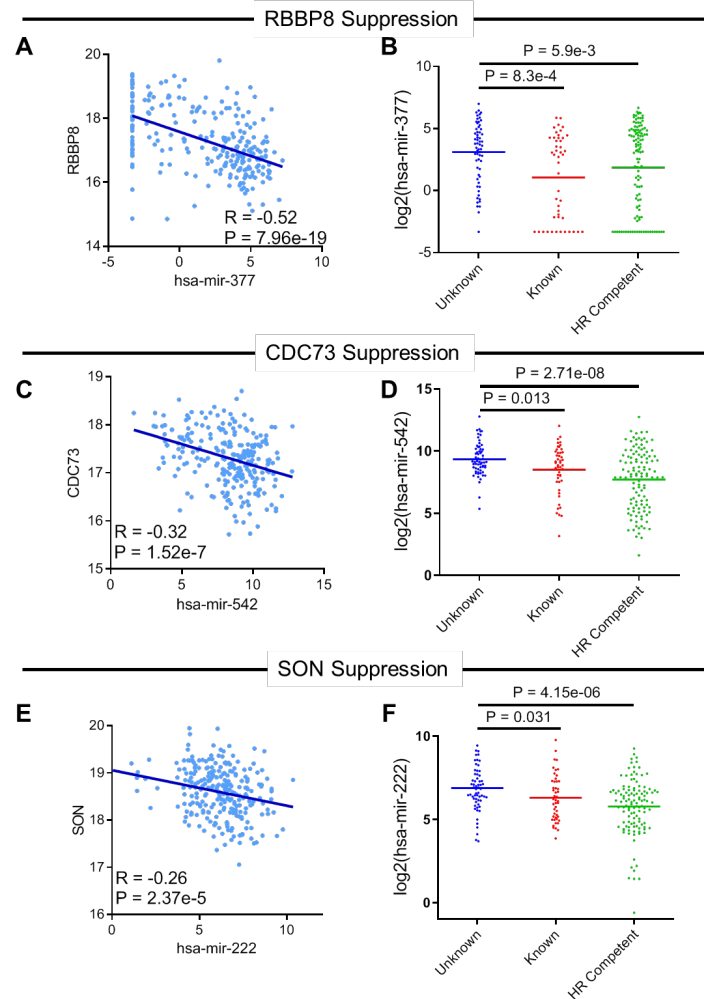 RBBP8 Suppression
A
20
18
16
14
RBBP8
-5
0
5
10
hsa-mir-377
R = -0.52
P = 7.96e-19
B
P = 5.9e-3
P = 8.3e-4
10
5
0
-5
log2(hsa-mir-377)
Unknown
Known
HR Competent
CDC73 Suppression
C
19
18
17
16
15
CDC73
R = -0.32
P = 1.52e-7
0
5
10
15
hsa-mir-542
D
P = 2.71e-08
P = 0.013
15
10
5
0
log2(hsa-mir-542)
Unknown
Known
HR Competent
SON Suppression
E
20
19
18
17
16
SON
R = -0.26
P = 2.37e-5
0
5
10
hsa-mir-222
F
P = 4.15e-06
P = 0.031
10
5
0
log2(hsa-mir-222)
Unknown
Known
HR Competent